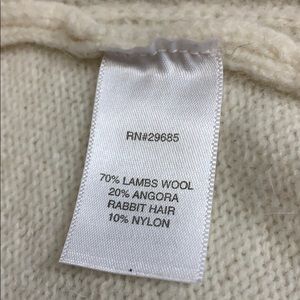 RN#29685
70% LAMBS WOOL
20% ANGORA
RABBIT HAIR
10% NYLON